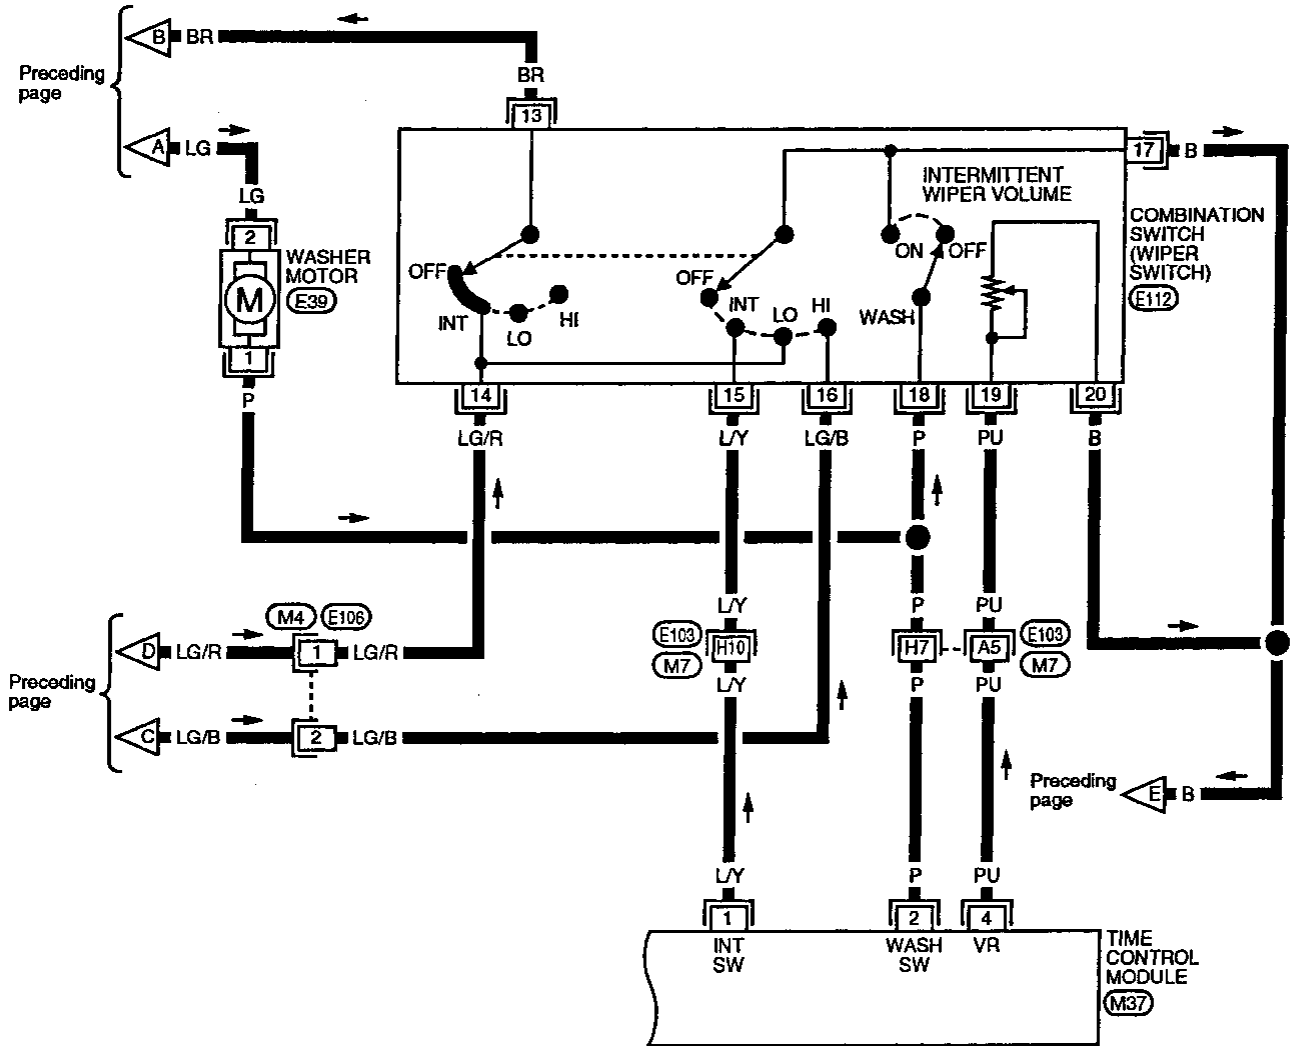 B BR
Preceding
page
BR
13
A LG
LG
2
WASHER
MOTOR
E39
M
1
P
17 B
INTERMITTENT
WIPER VOLUME
COMBINATION
SWITCH
(WIPER
SWITCH)
E112
OFF
INT
LO
HI
OFF
INT
LO
HI
ON OFF
WASH
14 15 16 18 19 20
LG/R L/Y LG/B P PU B
L/Y P PU
M4 E106
D LG/R 1 LG/R
E103
M7
H10
H7 A5
E103
M7
L/Y P PU
Preceding
page
C LG/B 2 LG/B
Preceding
page
E B
L/Y P PU
1 2 4
INT
SW
WASH
SW
VR
TIME
CONTROL
MODULE
M37